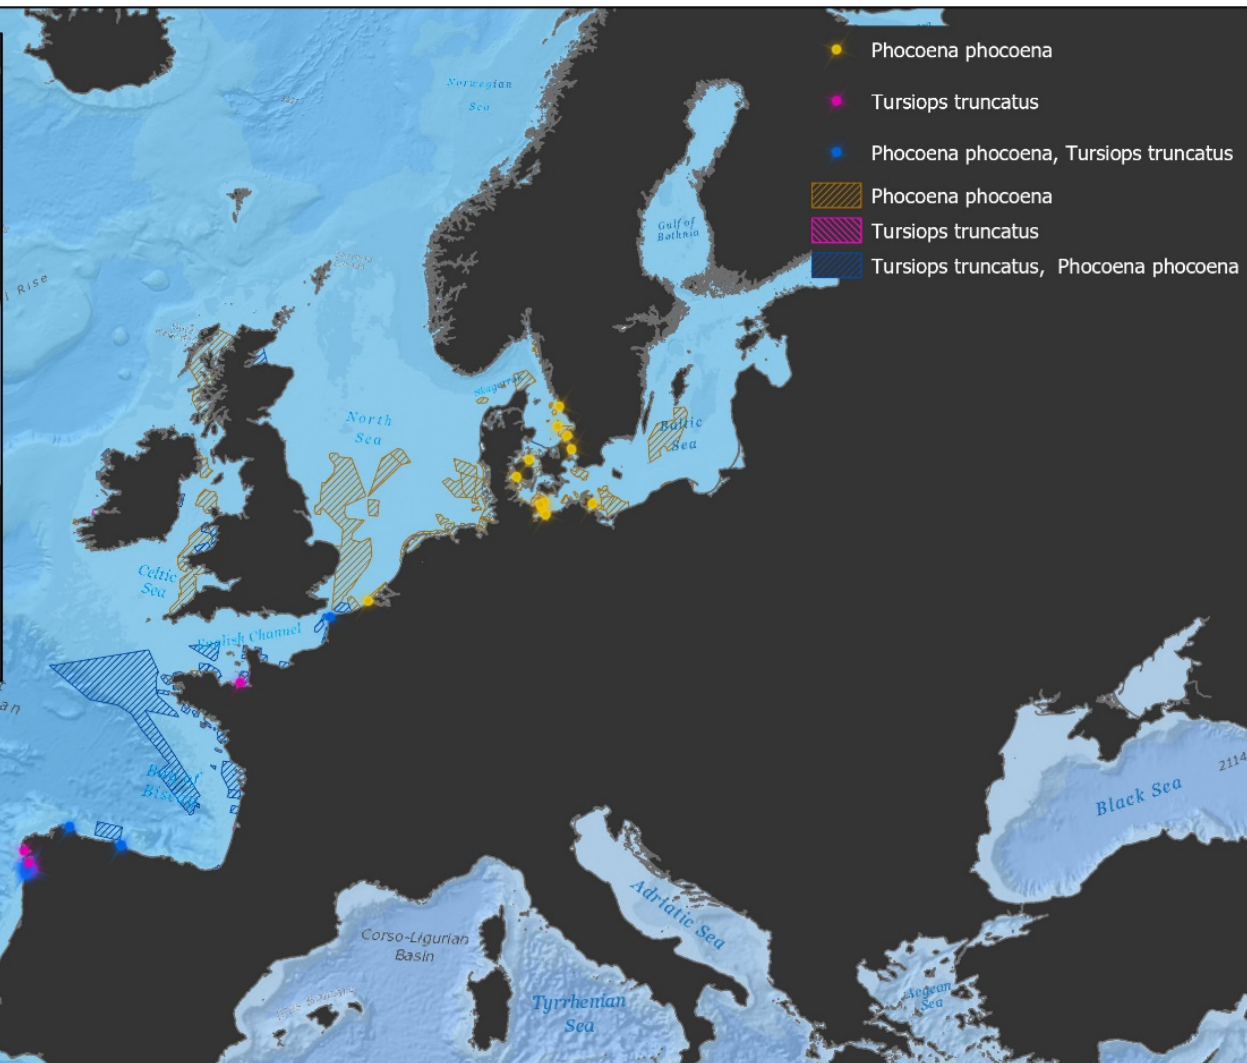 Phocoena phocoena
Tursiops truncatus
Phocoena phocoena, Tursiops truncatus
Phocoena phocoena
Tursiops truncatus
Tursiops truncatus, Phocoena phocoena
Norwegian
Sea
Gulf of
Bothnia
l Rise
Skagerrak
North
Sea
Baltic
Sea
Celtic
Sea
English Channel
an
Bay of
Biscay
Black Sea
2114
Adriatic Sea
Corso-Ligurian
Basin
Tyrrhenian
Sea
Aegean
Sea